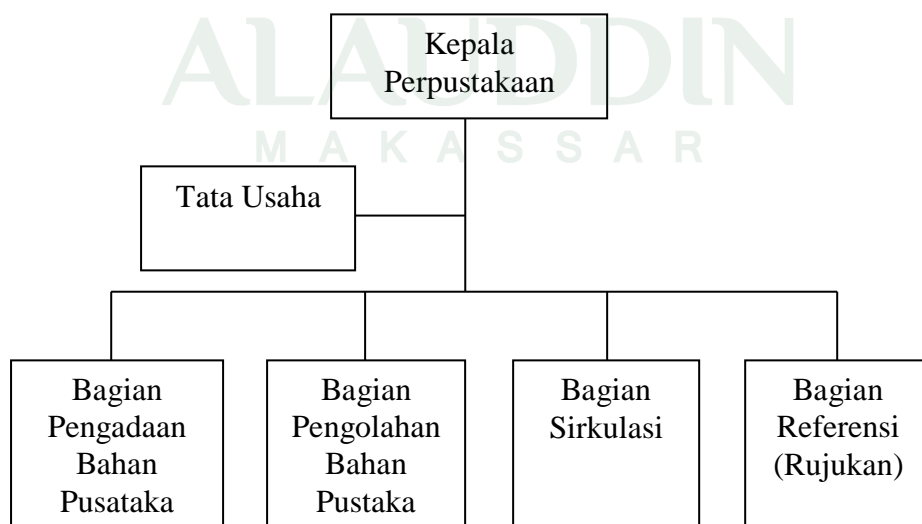 ALAUDDIN
MAKASSAR
Kepala
Perpustakaan
Tata Usaha
Bagian
Pengadaan
Bahan
Pusataka
Bagian
Pengolahan
Bahan
Pustaka
Bagian
Sirkulasi
Bagian
Referensi
(Rujukan)